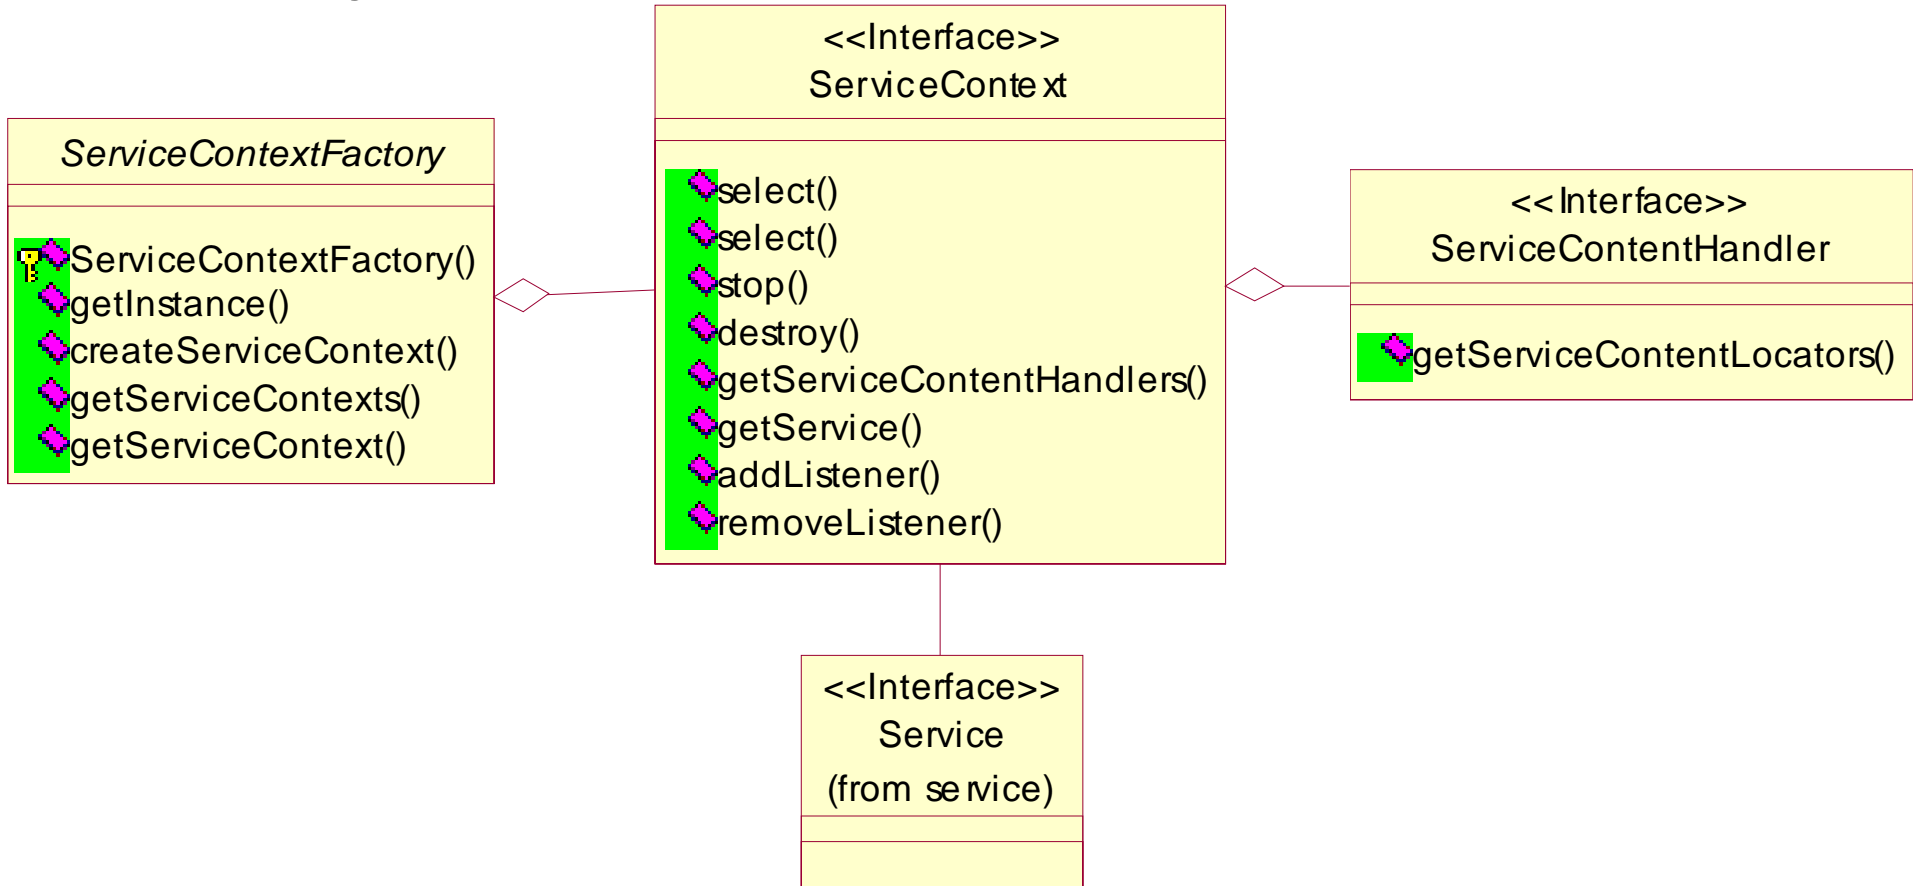 ServiceContextFactory
ServiceContextFactory()
getInstance()
createServiceContext()
getServiceContexts()
getServiceContext()
<<Interface>>
ServiceContext
select()
select()
stop()
destroy()
getServiceContentHandlers()
getService()
addListener()
removeListener()
<<Interface>>
ServiceContentHandler
getServiceContentLocators()
<<Interface>>
Service
(from service)